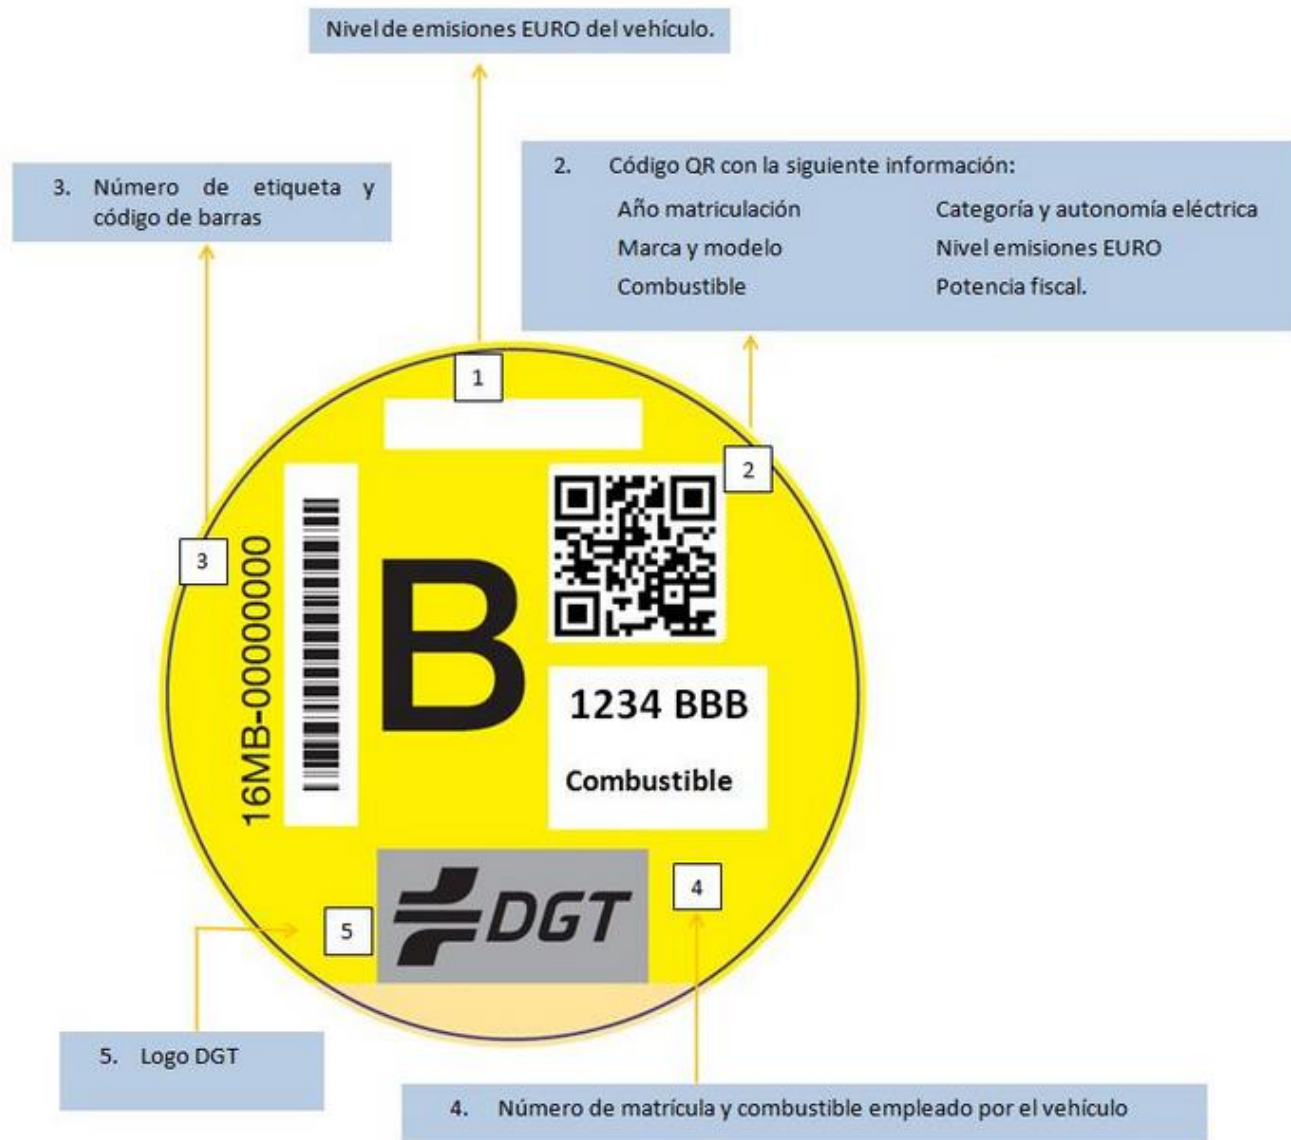 Nivel de emisiones EURO del vehículo.
2. Código QR con la siguiente información:
Año matriculación Categoría y autonomía eléctrica
Marca y modelo Nivel emisiones EURO
Combustible Potencia fiscal.
3. Número de etiqueta y
código de barras
1
2
3
16MB-00000000
B
1234 BBB
Combustible
4
5
DGT
5. Logo DGT
4. Número de matrícula y combustible empleado por el vehículo